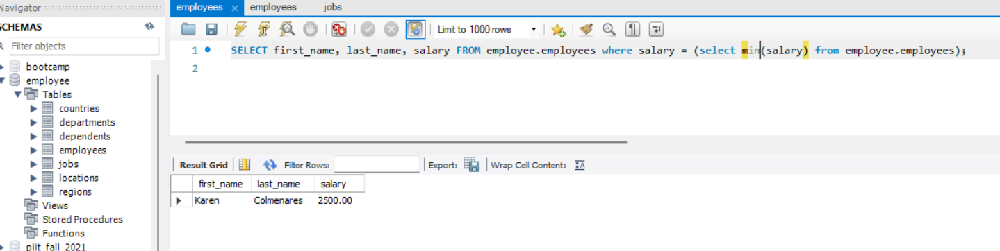 Navigator
SCHEMAS
Filter objects
bootcamp
employee
Tables
countries
departments
dependents
employees
jobs
locations
regions
Views
Stored Procedures
Functions
piit_fall_2021
employees employees jobs
Limit to 1000 rows
1 SELECT first_name, last_name, salary FROM employee.employees where salary = (select min(salary) from employee.employees);
2
Result Grid Filter Rows: Export: Wrap Cell Content: IA
first_name last_name salary
Karen Colmenares 2500.00